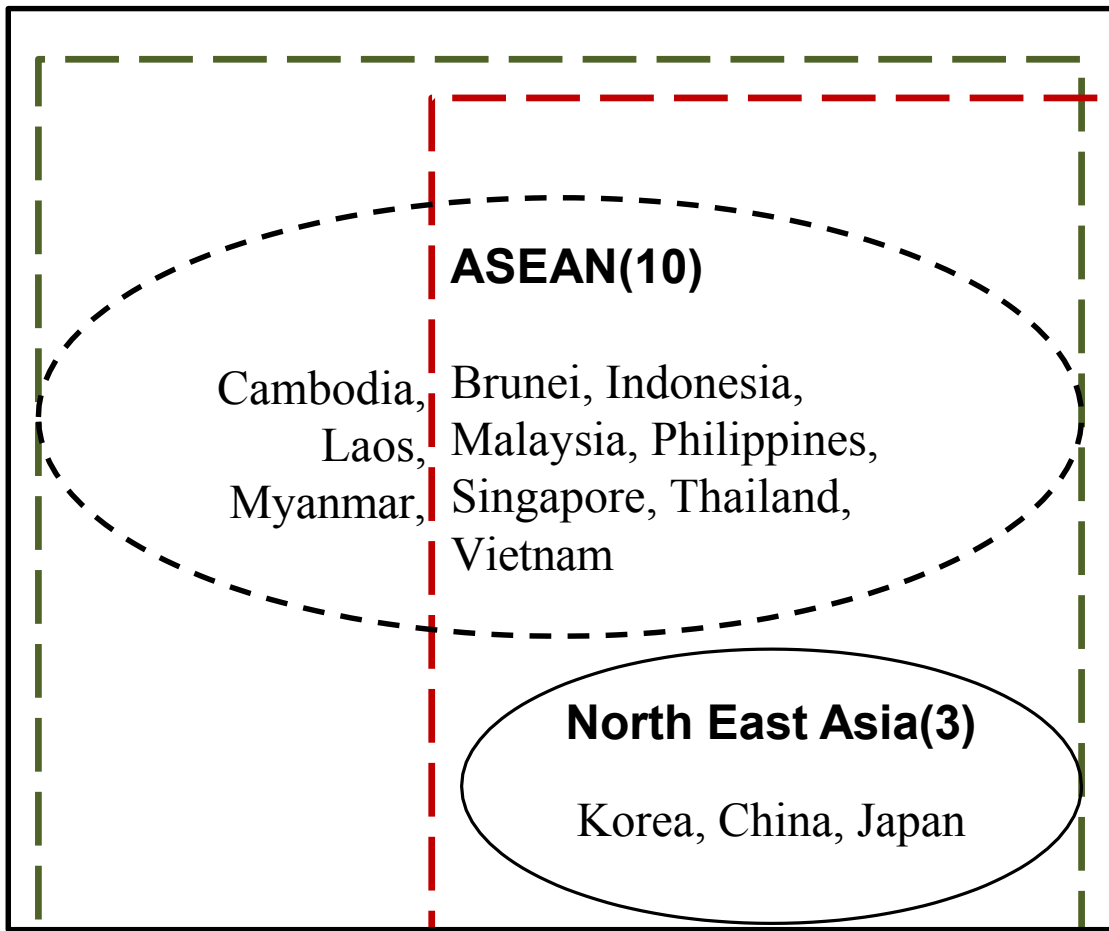 ASEAN(10)
Cambodia,
Laos,
Myanmar,
Brunei, Indonesia,
Malaysia, Philippines,
Singapore, Thailand,
Vietnam
North East Asia(3)
Korea, China, Japan